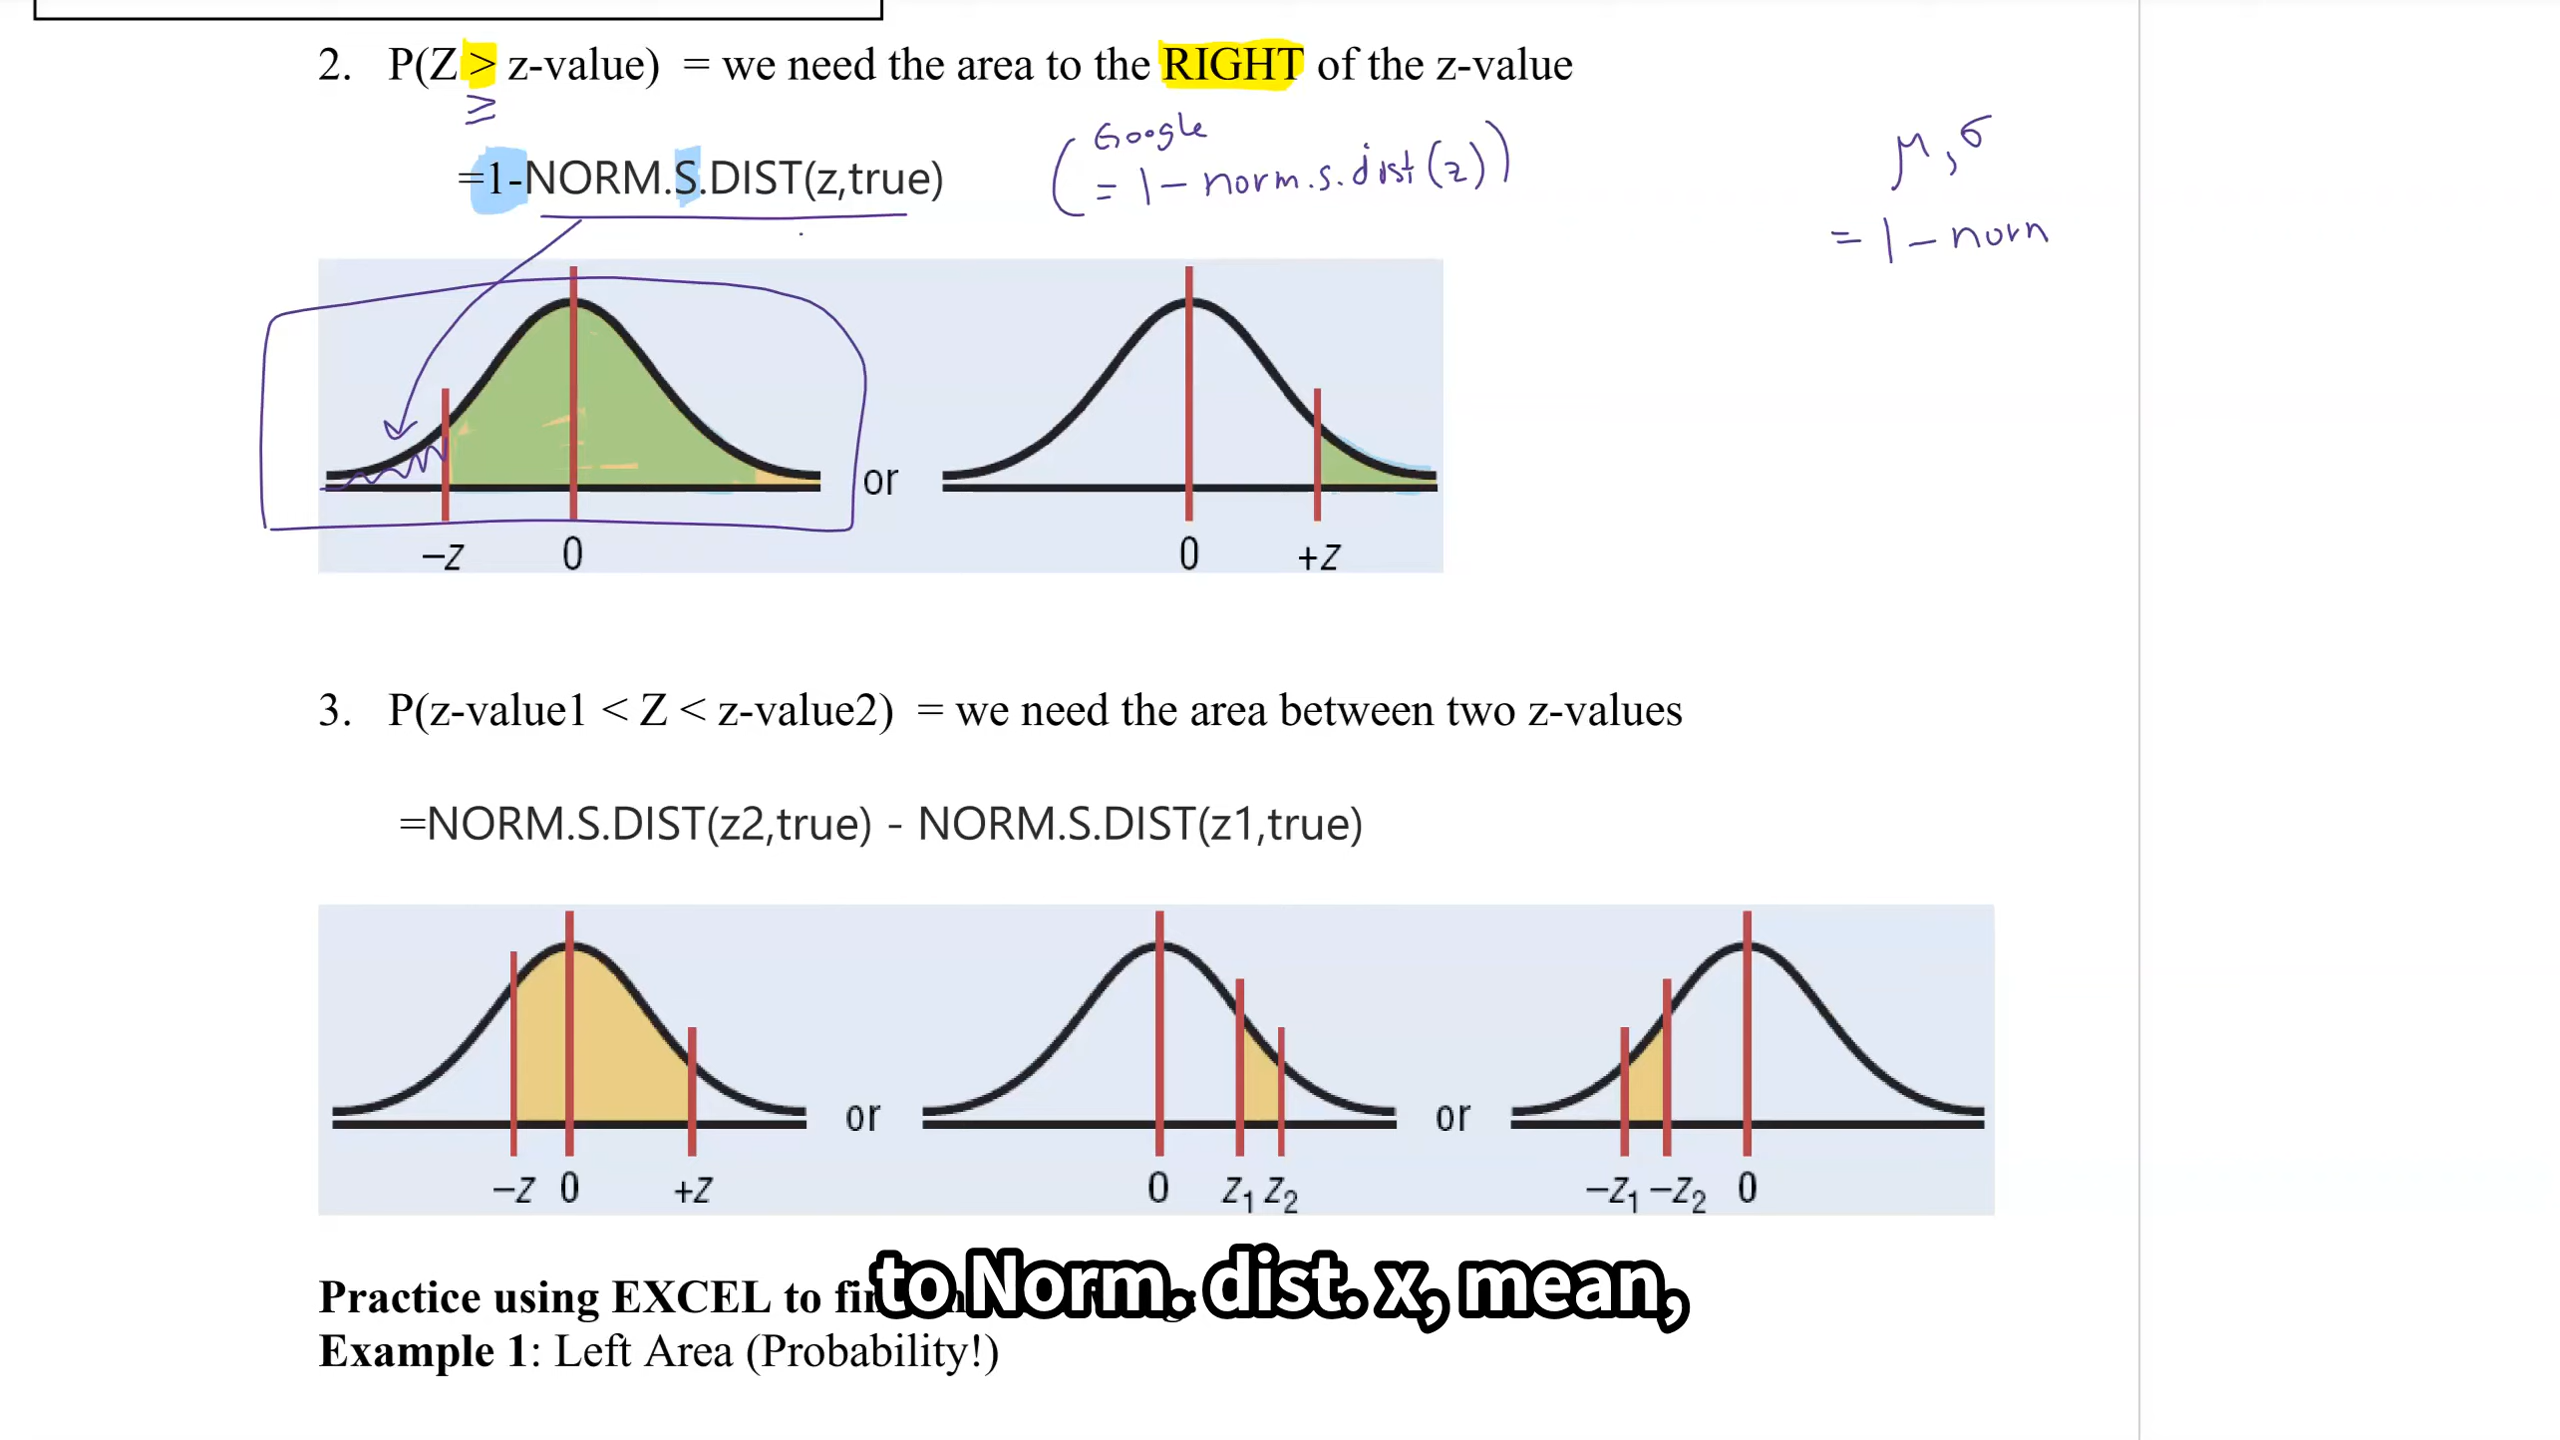 2. P(Z > z-value) = we need the area to the RIGHT of the z-value
≥
=1-NORM.S.DIST(z,true)
(Google
= 1 - norm.s.dist(z))
μ, σ
= 1 - norn
or
-z 0
0 +z
3. P(z-value1 < Z < z-value2) = we need the area between two z-values
=NORM.S.DIST(z2,true) - NORM.S.DIST(z1,true)
or
or
-z 0 +z
0 z₁ z₂
-z₁ -z₂ 0
Practice using EXCEL to
to Norm. dist. x, mean,
Example 1: Left Area (Probability!)